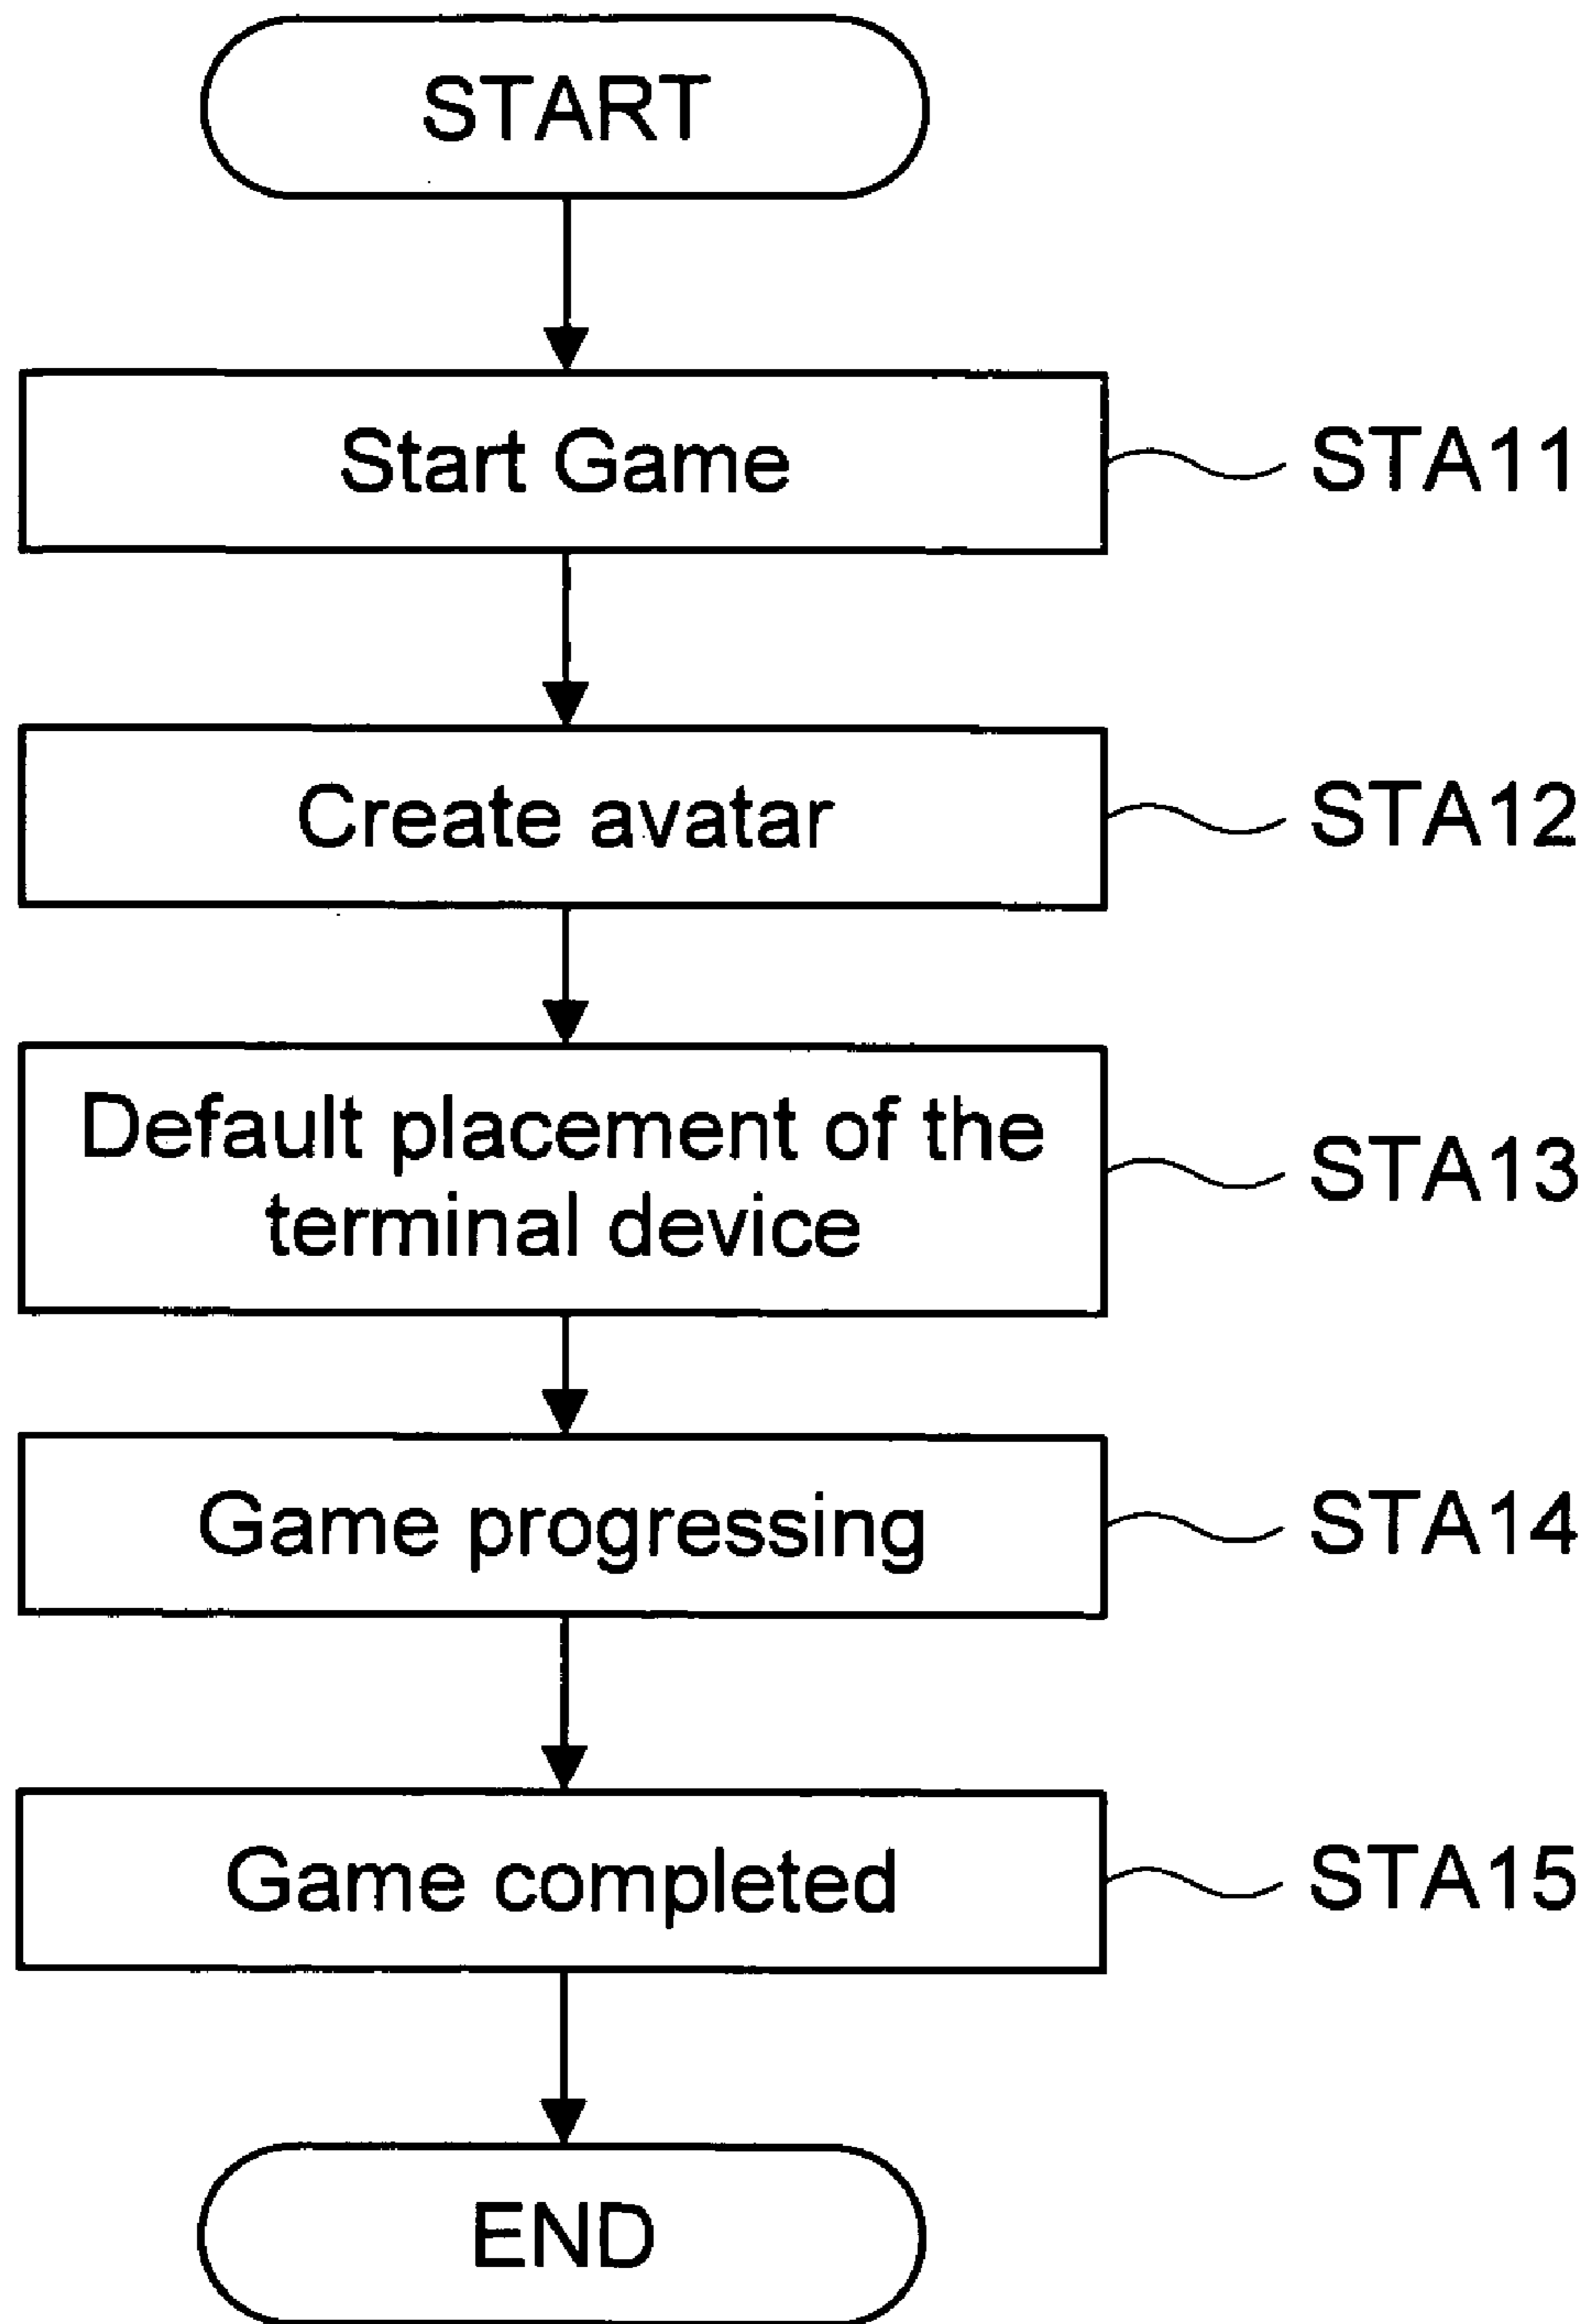 START
Start Game
STA11
Create avatar
STA12
Default placement of the
terminal device
STA13
Game progressing
STA14
Game completed
STA15
END